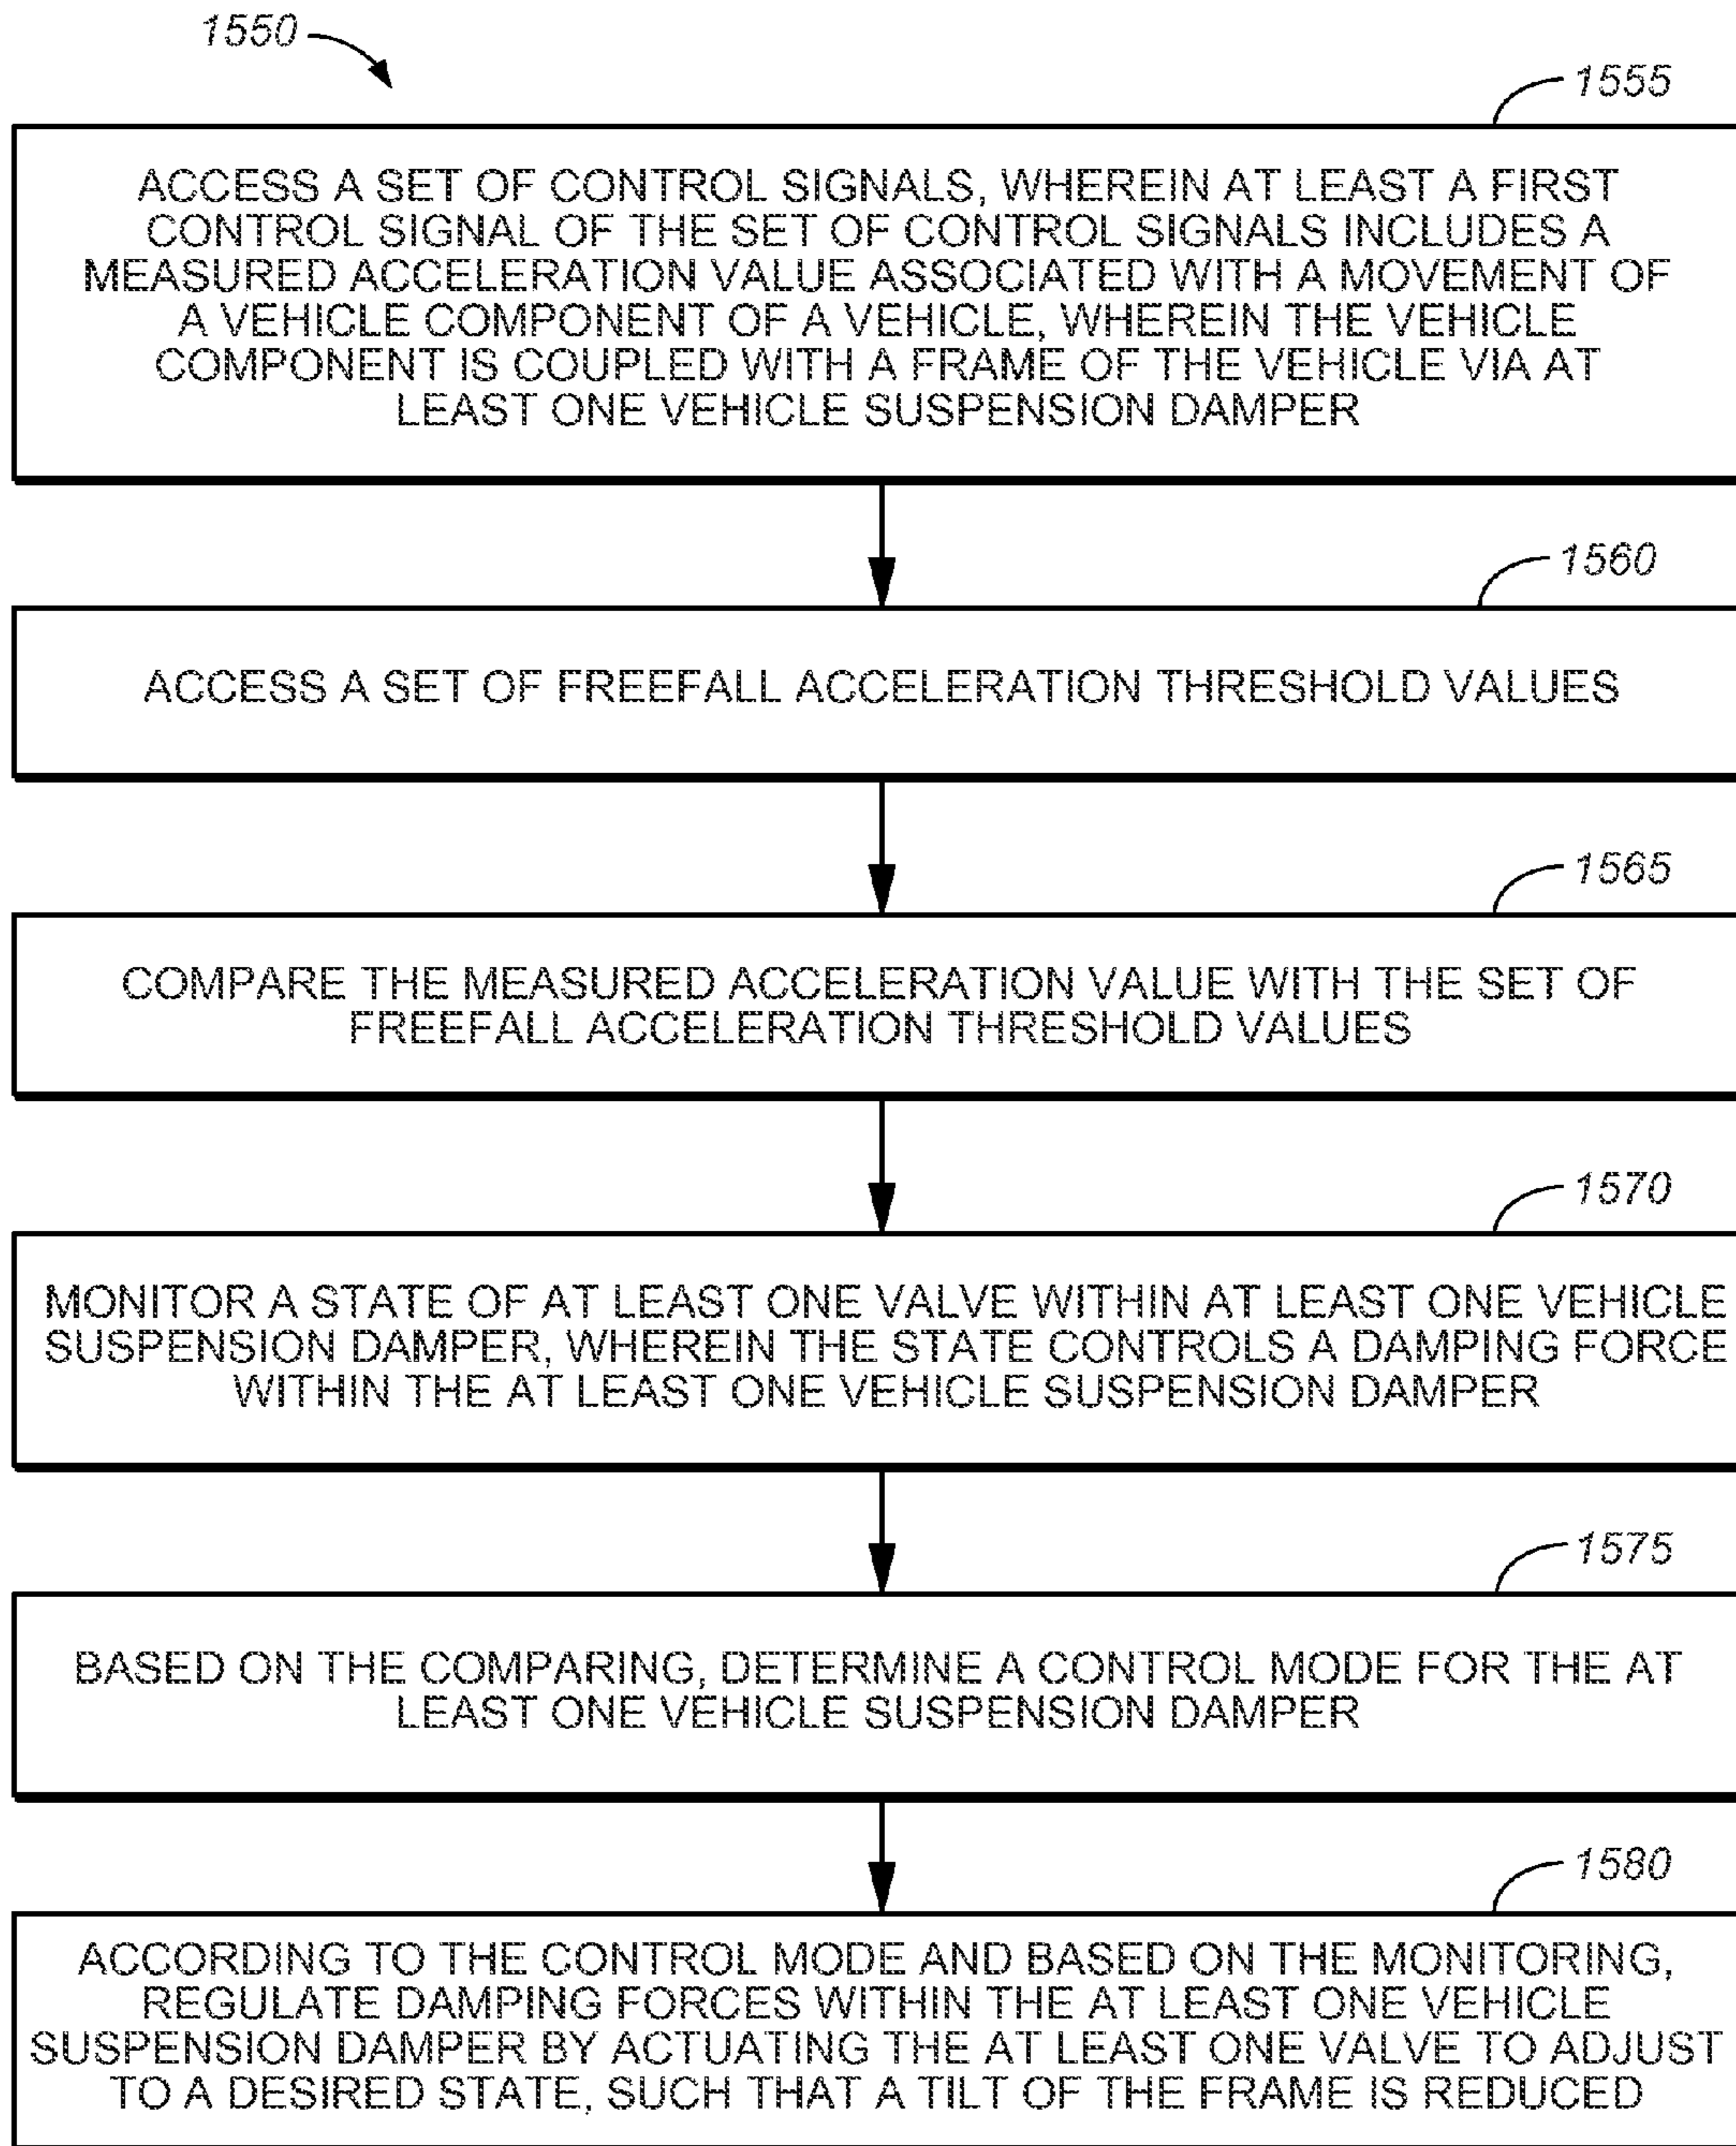 1550
1555
ACCESS A SET OF CONTROL SIGNALS, WHEREIN AT LEAST A FIRST
CONTROL SIGNAL OF THE SET OF CONTROL SIGNALS INCLUDES A
MEASURED ACCELERATION VALUE ASSOCIATED WITH A MOVEMENT OF
A VEHICLE COMPONENT OF A VEHICLE, WHEREIN THE VEHICLE
COMPONENT IS COUPLED WITH A FRAME OF THE VEHICLE VIA AT
LEAST ONE VEHICLE SUSPENSION DAMPER
1560
ACCESS A SET OF FREEFALL ACCELERATION THRESHOLD VALUES
1565
COMPARE THE MEASURED ACCELERATION VALUE WITH THE SET OF
FREEFALL ACCELERATION THRESHOLD VALUES
1570
MONITOR A STATE OF AT LEAST ONE VALVE WITHIN AT LEAST ONE VEHICLE
SUSPENSION DAMPER, WHEREIN THE STATE CONTROLS A DAMPING FORCE
WITHIN THE AT LEAST ONE VEHICLE SUSPENSION DAMPER
1575
BASED ON THE COMPARING, DETERMINE A CONTROL MODE FOR THE AT
LEAST ONE VEHICLE SUSPENSION DAMPER
1580
ACCORDING TO THE CONTROL MODE AND BASED ON THE MONITORING,
REGULATE DAMPING FORCES WITHIN THE AT LEAST ONE VEHICLE
SUSPENSION DAMPER BY ACTUATING THE AT LEAST ONE VALVE TO ADJUST
TO A DESIRED STATE, SUCH THAT A TILT OF THE FRAME IS REDUCED